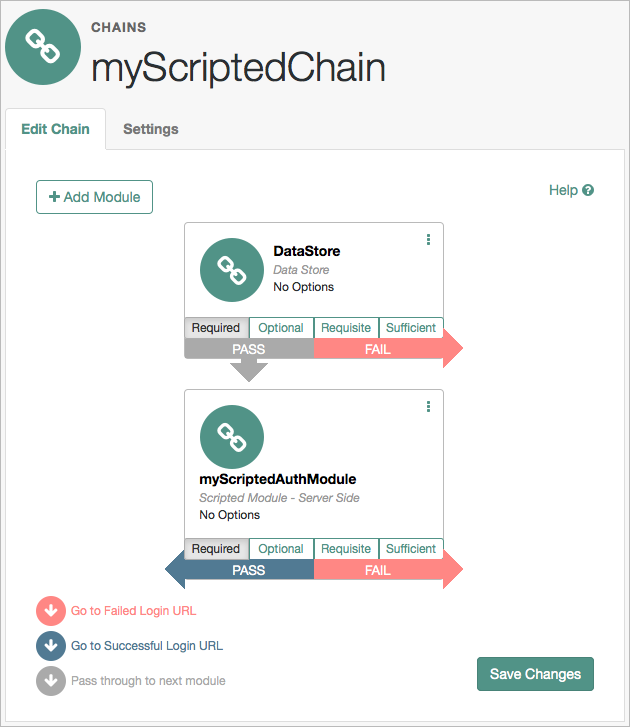 CHAINS
myScriptedChain
Edit Chain
Settings
Add Module
Help
DataStore
Data Store
No Options
Required Optional Requisite Sufficient
PASS FAIL
myScriptedAuthModule
Scripted Module - Server Side
No Options
Required Optional Requisite Sufficient
PASS FAIL
Go to Failed Login URL
Go to Successful Login URL
Pass through to next module
Save Changes